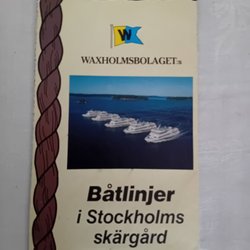 W
WAXHOLMSBOLAGET:s
Båtlinjer
i Stockholms
skärgård